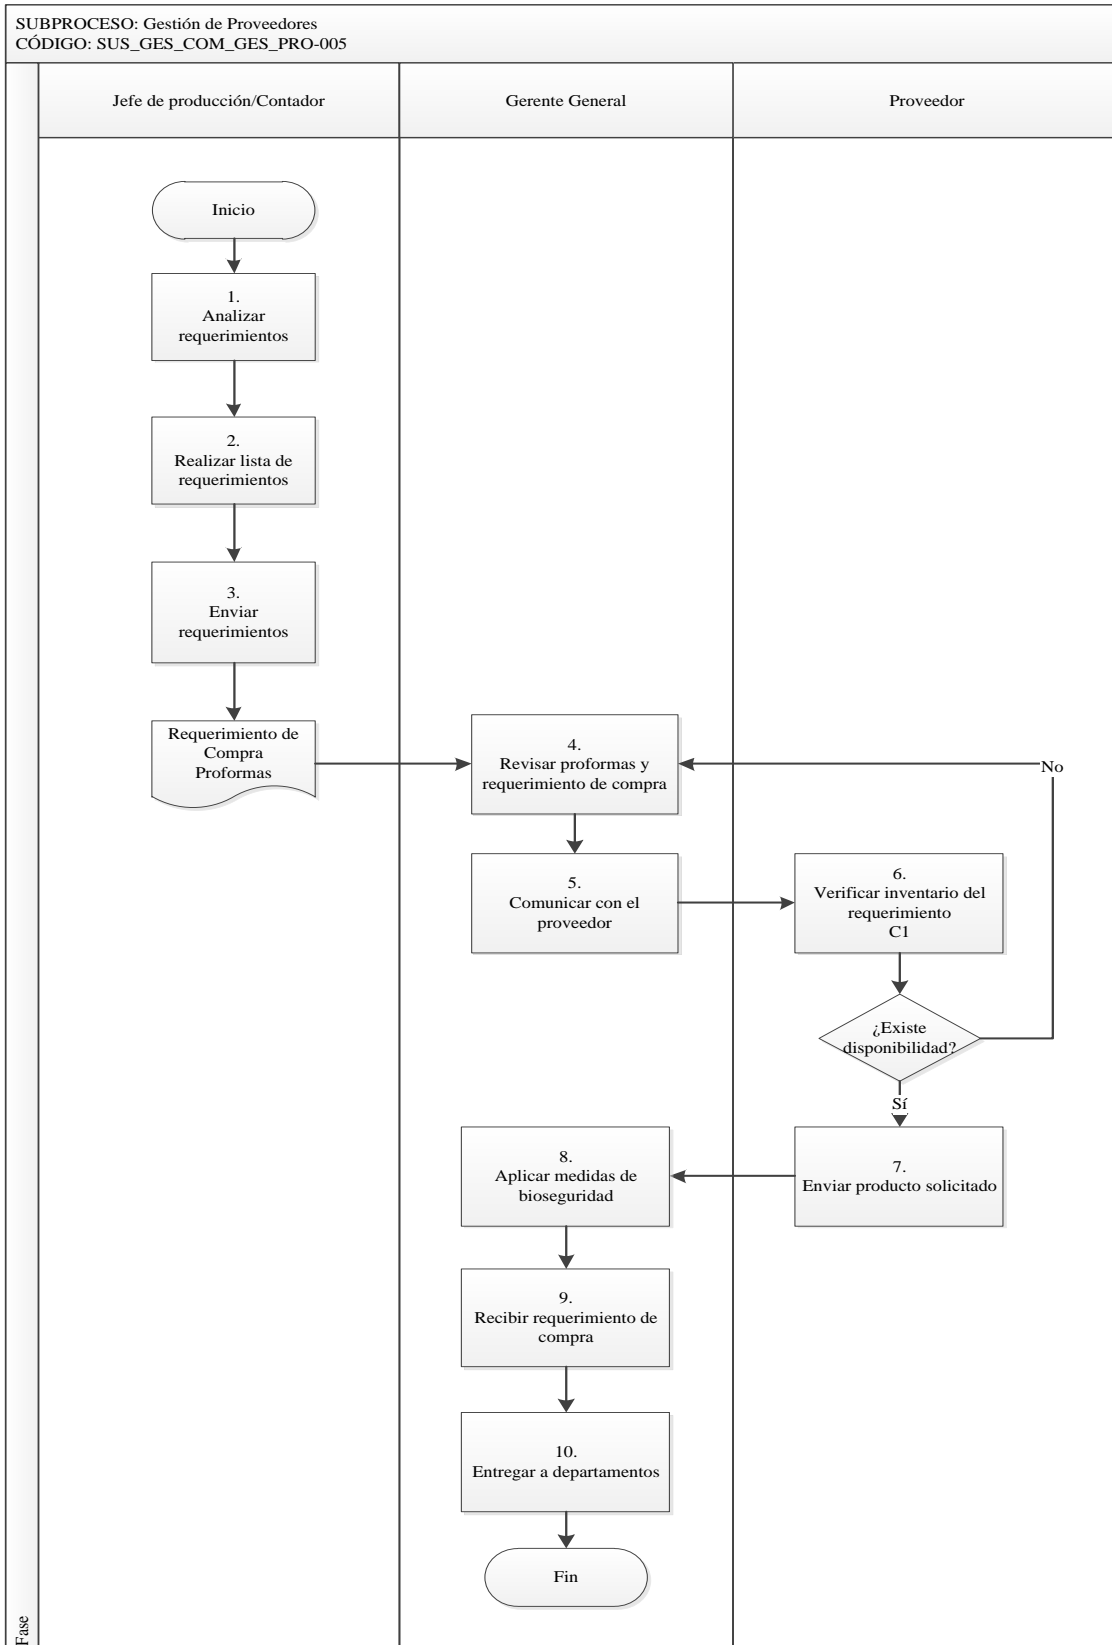 SUBPROCESO: Gestión de Proveedores
CÓDIGO: SUS_GES_COM_GES_PRO-005
Jefe de producción/Contador
Gerente General
Proveedor
Inicio
1.
Analizar
requerimientos
2.
Realizar lista de
requerimientos
3.
Enviar
requerimientos
Requerimiento de
Compra
Proformas
4.
Revisar proformas y
requerimiento de compra
No
5.
Comunicar con el
proveedor
6.
Verificar inventario del
requerimiento
C1
¿Existe
disponibilidad?
Sí
7.
Enviar producto solicitado
8.
Aplicar medidas de
bioseguridad
9.
Recibir requerimiento de
compra
10.
Entregar a departamentos
Fin
Fase